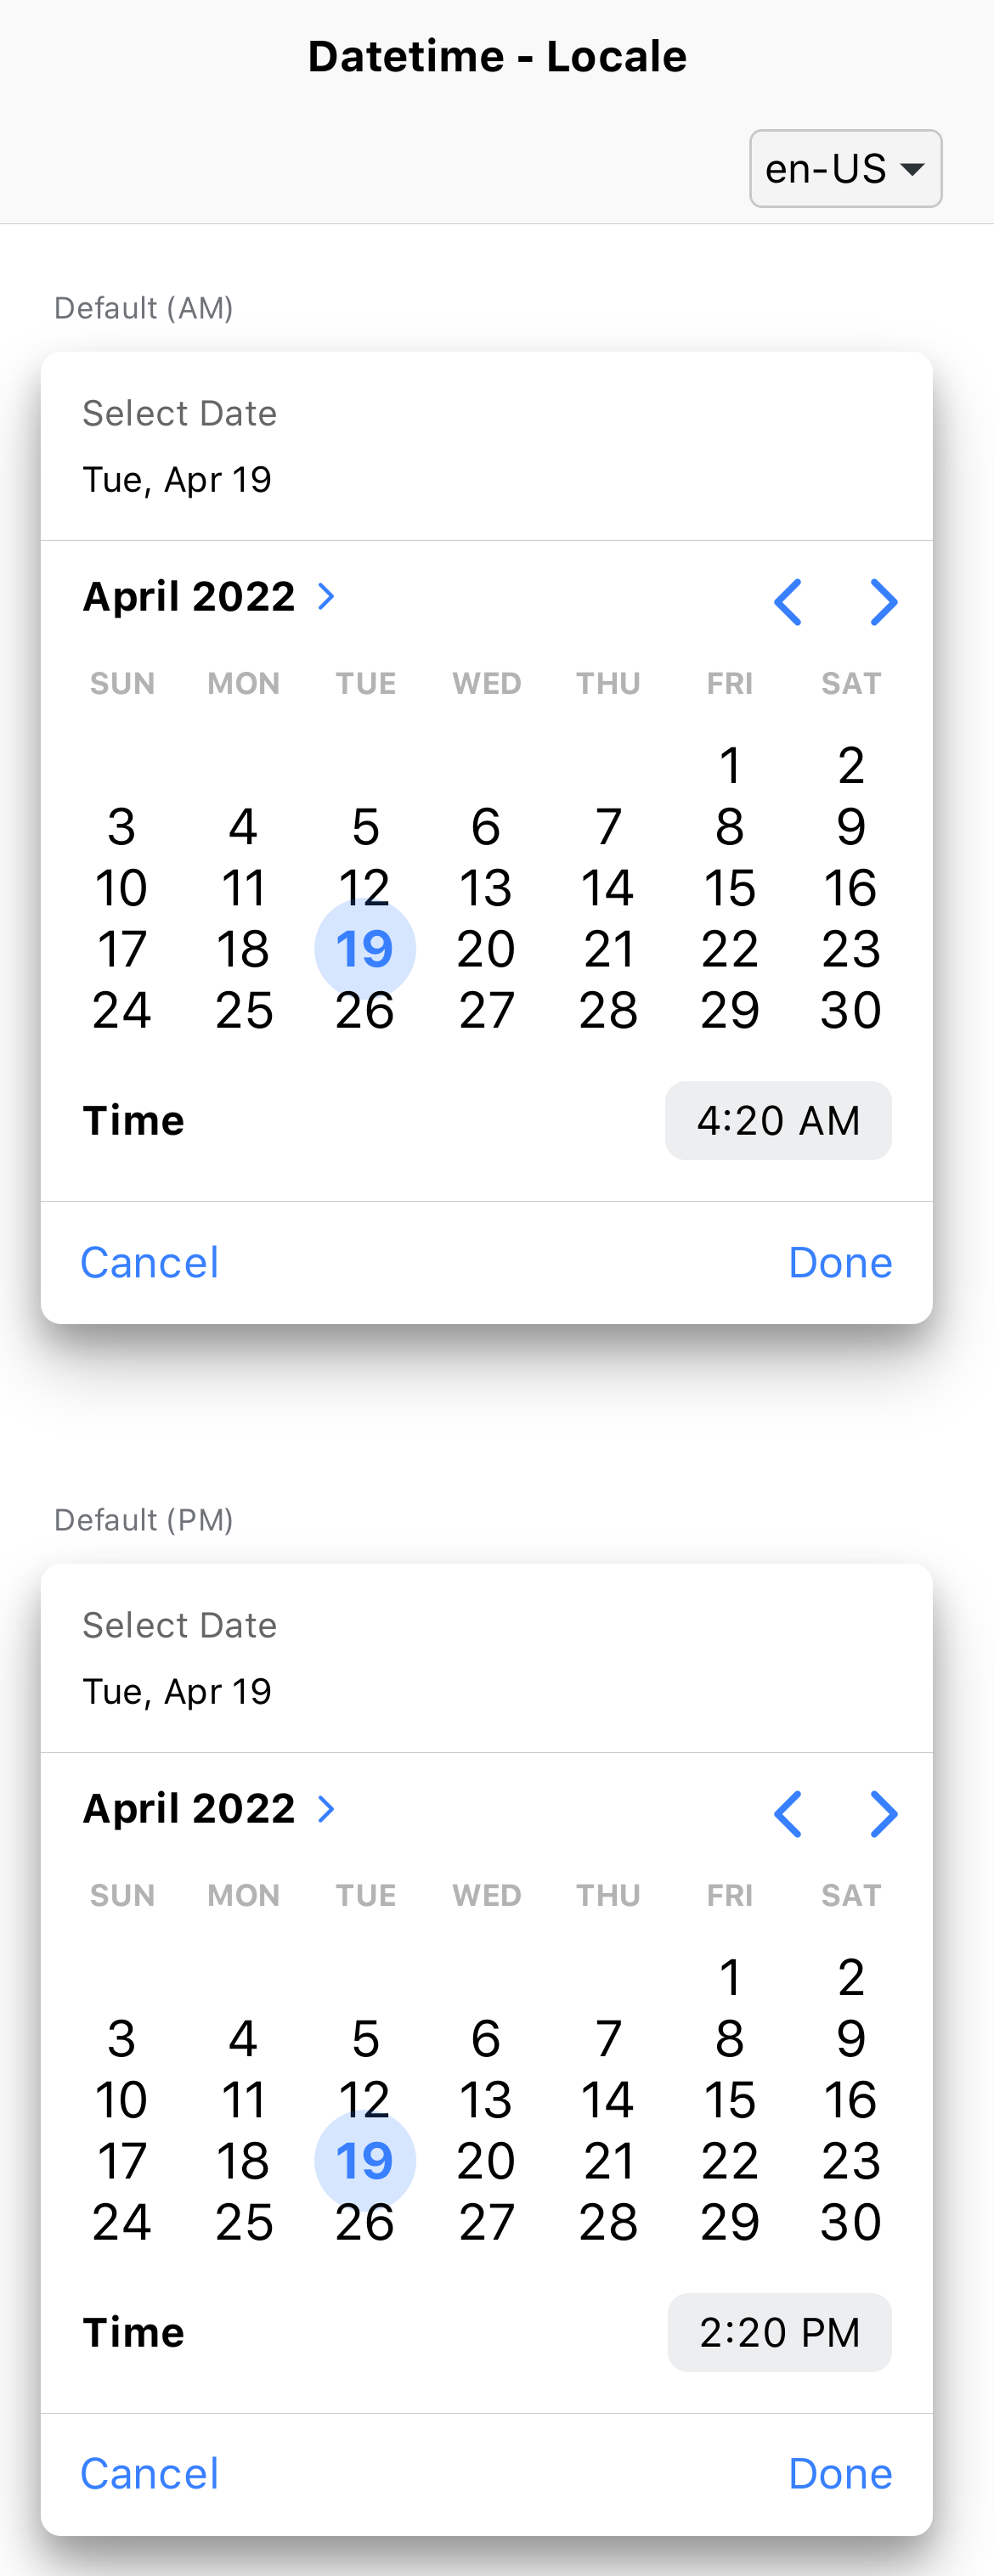 Datetime - Locale
en-US
Default (AM)
Select Date
Tue, Apr 19
April 2022
SUN MON TUE WED THU FRI SAT
1 2
3 4 5 6 7 8 9
10 11 12 13 14 15 16
17 18 19 20 21 22 23
24 25 26 27 28 29 30
Time 4:20 AM
Cancel Done
Default (PM)
Select Date
Tue, Apr 19
April 2022
SUN MON TUE WED THU FRI SAT
1 2
3 4 5 6 7 8 9
10 11 12 13 14 15 16
17 18 19 20 21 22 23
24 25 26 27 28 29 30
Time 2:20 PM
Cancel Done